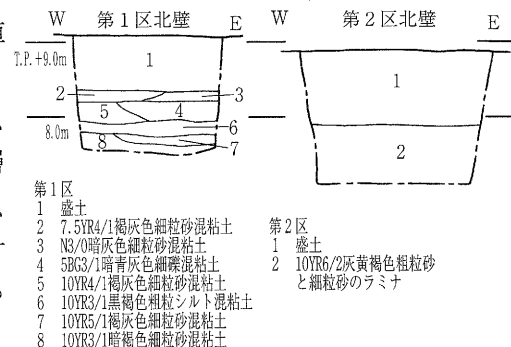 W 第1区北壁 E
W 第2区北壁 E
T.P.+9.0m
8.0m
1
2
3
5
4
6
8
7
1
2
第1区
1 盛土
2 7.5YR4/1褐灰色細粒砂混粘土
3 N3/0暗灰色細粒砂混粘土
4 5BG3/1暗青灰色細礫混粘土
5 10YR4/1褐灰色細粒砂混粘土
6 10YR3/1黒褐色粗粒シルト混粘土
7 10YR5/1褐灰色細粒砂混粘土
8 10YR3/1暗褐色細粒砂混粘土
第2区
1 盛土
2 10YR6/2灰黄褐色粗粒砂
と細粒砂のラミナ